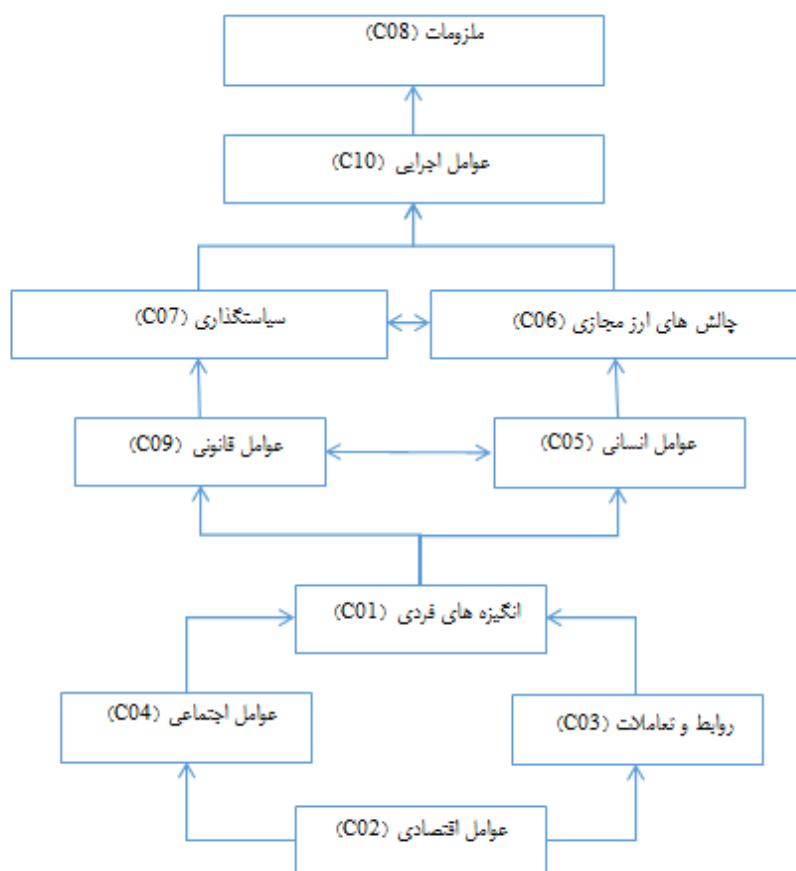 ملزومات (C08)
عوامل اجرایی (C10)
چالش های ارز مجازی (C06)
سیاستگذاری (C07)
عوامل انسانی (C05)
عوامل قانونی (C09)
انگیزه های فردی (C01)
روابط و تعاملات (C03)
عوامل اجتماعی (C04)
عوامل اقتصادی (C02)